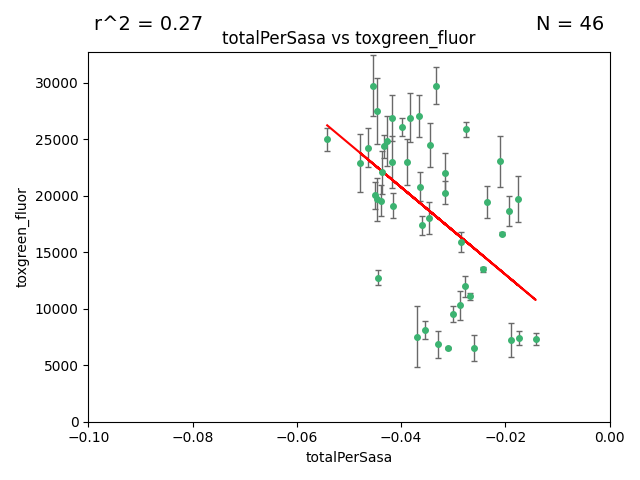 r^2 = 0.27
N = 46
totalPerSasa vs toxgreen_fluor
toxgreen_fluor
30000
25000
20000
15000
10000
5000
0
−0.10
−0.08
−0.06
−0.04
−0.02
0.00
totalPerSasa